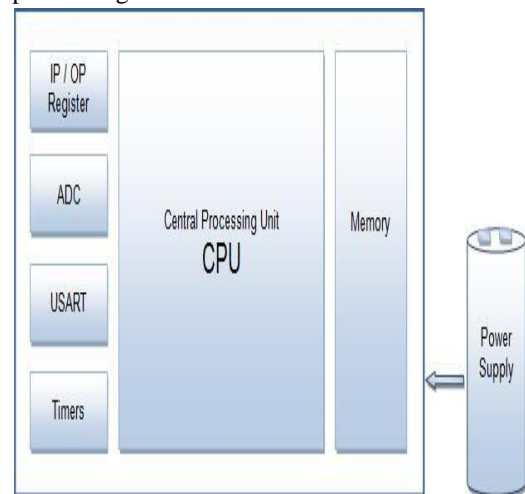 IP / OP
Register
ADC
USART
Timers
Central Processing Unit
CPU
Memory
Power
Supply